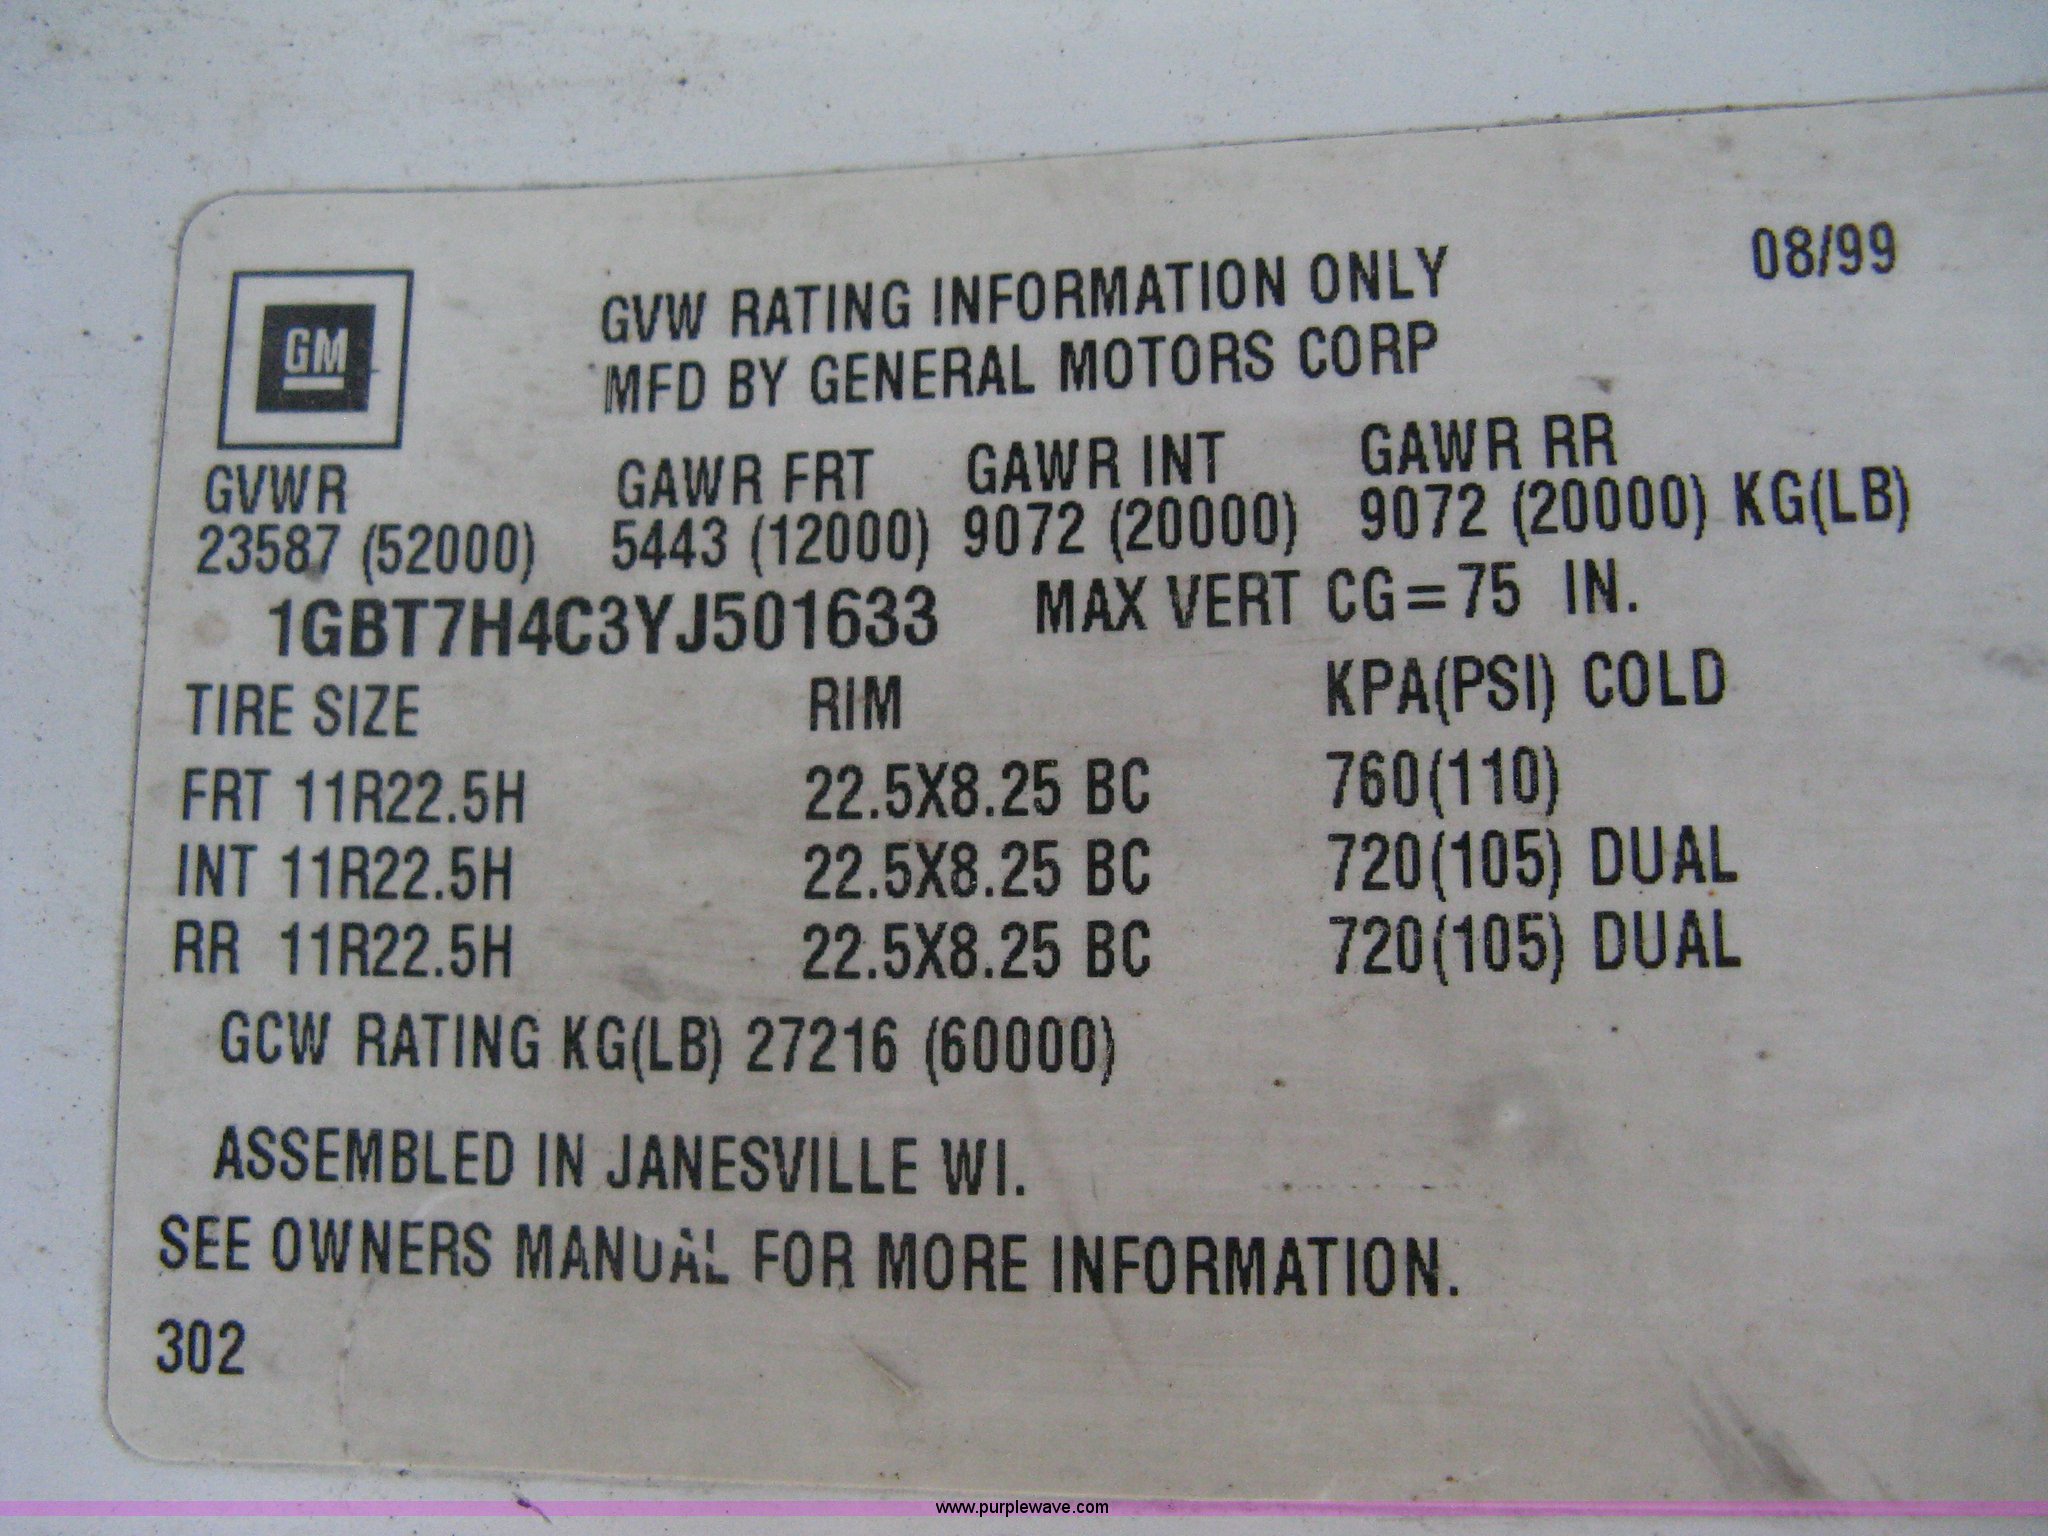 08/99
GM
GVW RATING INFORMATION ONLY
MFD BY GENERAL MOTORS CORP
GVWR GAWR FRT GAWR INT GAWR RR
23587 (52000) 5443 (12000) 9072 (20000) 9072 (20000) KG(LB)
1GBT7H4C3YJ501633 MAX VERT CG=75 IN.
TIRE SIZE RIM KPA(PSI) COLD
FRT 11R22.5H 22.5X8.25 BC 760(110)
INT 11R22.5H 22.5X8.25 BC 720(105) DUAL
RR 11R22.5H 22.5X8.25 BC 720(105) DUAL
GCW RATING KG(LB) 27216 (60000)
ASSEMBLED IN JANESVILLE WI.
SEE OWNERS MANUAL FOR MORE INFORMATION.
302
www.purplewave.com